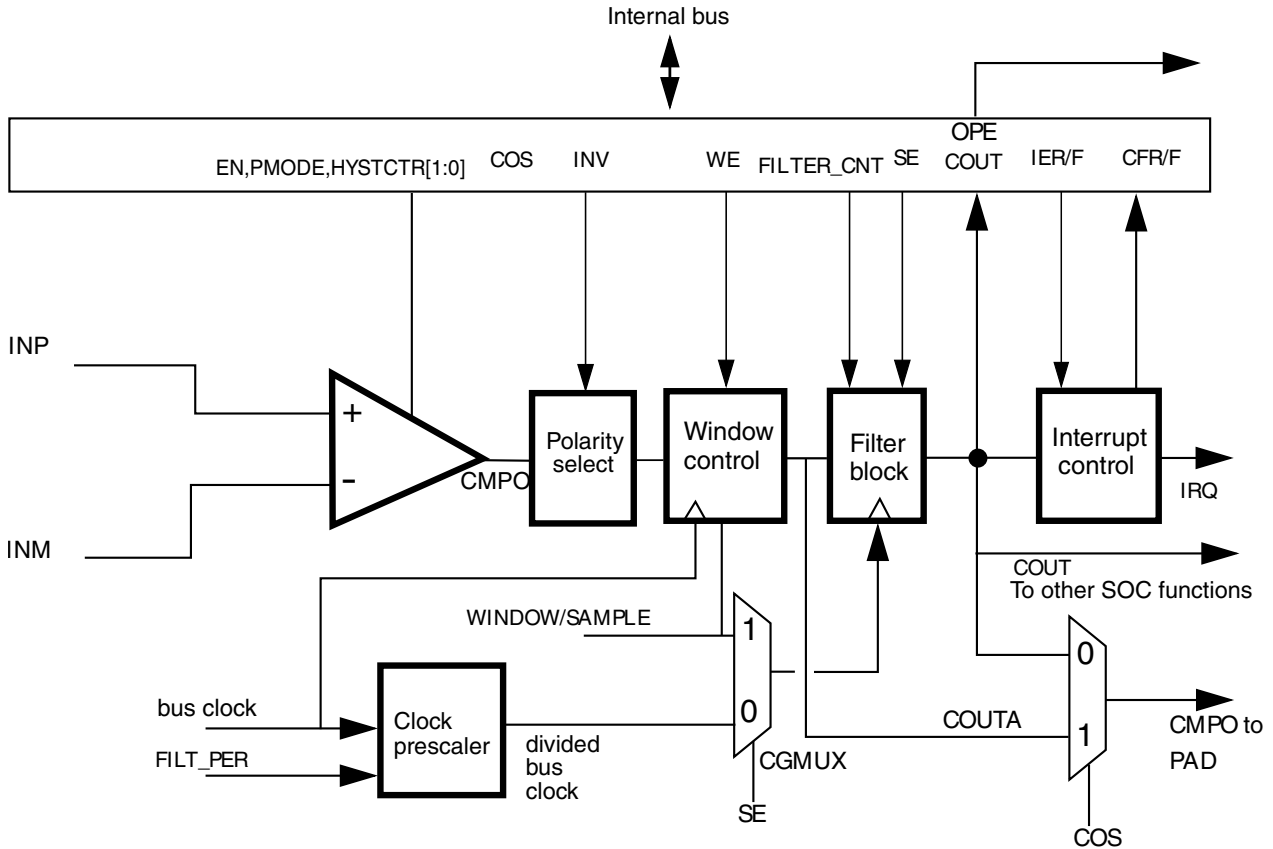 Internal bus
OPE
EN,PMODE,HYSTCTR[1:0]
COS
INV
WE
FILTER_CNT
SE
COUT
IER/F
CFR/F
INP
+
-
INM
CMPO
Polarity
select
Window
control
Filter
block
Interrupt
control
IRQ
COUT
To other SOC functions
WINDOW/SAMPLE
1
0
CGMUX
SE
bus clock
FILT_PER
Clock
prescaler
divided
bus
clock
COUTA
0
1
COS
CMPO to
PAD